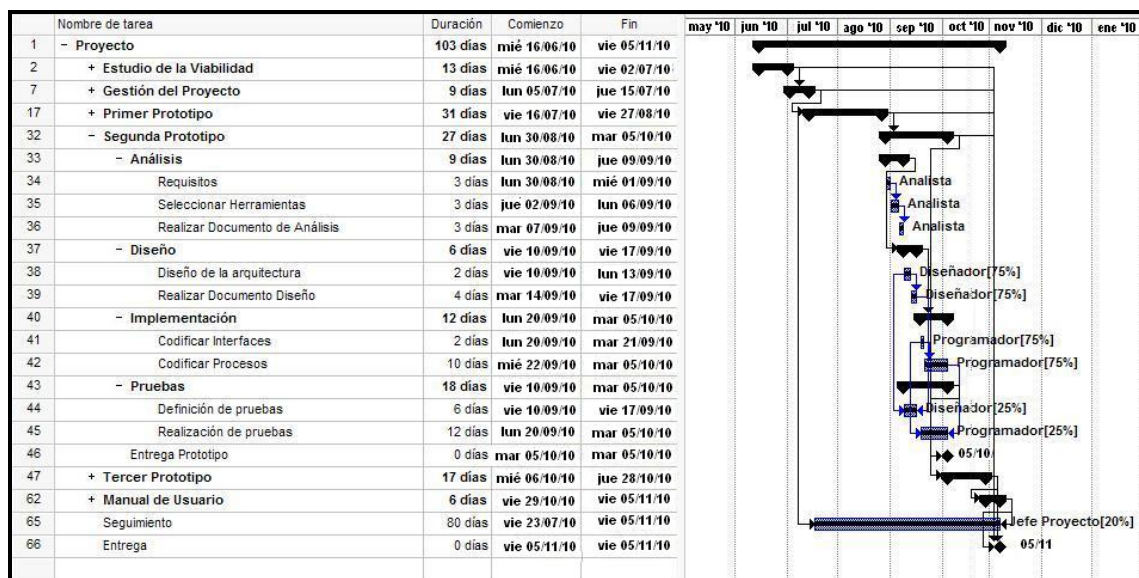 Nombre de tarea Duración Comienzo Fin may '10 jun '10 jul '10 ago '10 sep '10 oct '10 nov '10 dic '10 ene '10
1 − Proyecto 103 días mié 16/06/10 vie 05/11/10
2 + Estudio de la Viabilidad 13 días mié 16/06/10 vie 02/07/10
7 + Gestión del Proyecto 9 días lun 05/07/10 jue 15/07/10
17 + Primer Prototipo 31 días vie 16/07/10 vie 27/08/10
32 − Segunda Prototipo 27 días lun 30/08/10 mar 05/10/10
33 − Análisis 9 días lun 30/08/10 jue 09/09/10
34 Requisitos 3 días lun 30/08/10 mié 01/09/10 Analista
35 Seleccionar Herramientas 3 días jue 02/09/10 lun 06/09/10 Analista
36 Realizar Documento de Análisis 3 días mar 07/09/10 jue 09/09/10 Analista
37 − Diseño 6 días vie 10/09/10 vie 17/09/10
38 Diseño de la arquitectura 2 días vie 10/09/10 lun 13/09/10 Diseñador[75%]
39 Realizar Documento Diseño 4 días mar 14/09/10 vie 17/09/10 Diseñador[75%]
40 − Implementación 12 días lun 20/09/10 mar 05/10/10
41 Codificar Interfaces 2 días lun 20/09/10 mar 21/09/10 Programador[75%]
42 Codificar Procesos 10 días mié 22/09/10 mar 05/10/10 Programador[75%]
43 − Pruebas 18 días vie 10/09/10 mar 05/10/10
44 Definición de pruebas 6 días vie 10/09/10 vie 17/09/10 Diseñador[25%]
45 Realización de pruebas 12 días lun 20/09/10 mar 05/10/10 Programador[25%]
46 Entrega Prototipo 0 días mar 05/10/10 mar 05/10/10 05/10/
47 + Tercer Prototipo 17 días mié 06/10/10 jue 28/10/10
62 + Manual de Usuario 6 días vie 29/10/10 vie 05/11/10
65 Seguimiento 80 días vie 23/07/10 vie 05/11/10 Jefe Proyecto[20%]
66 Entrega 0 días vie 05/11/10 vie 05/11/10 05/11